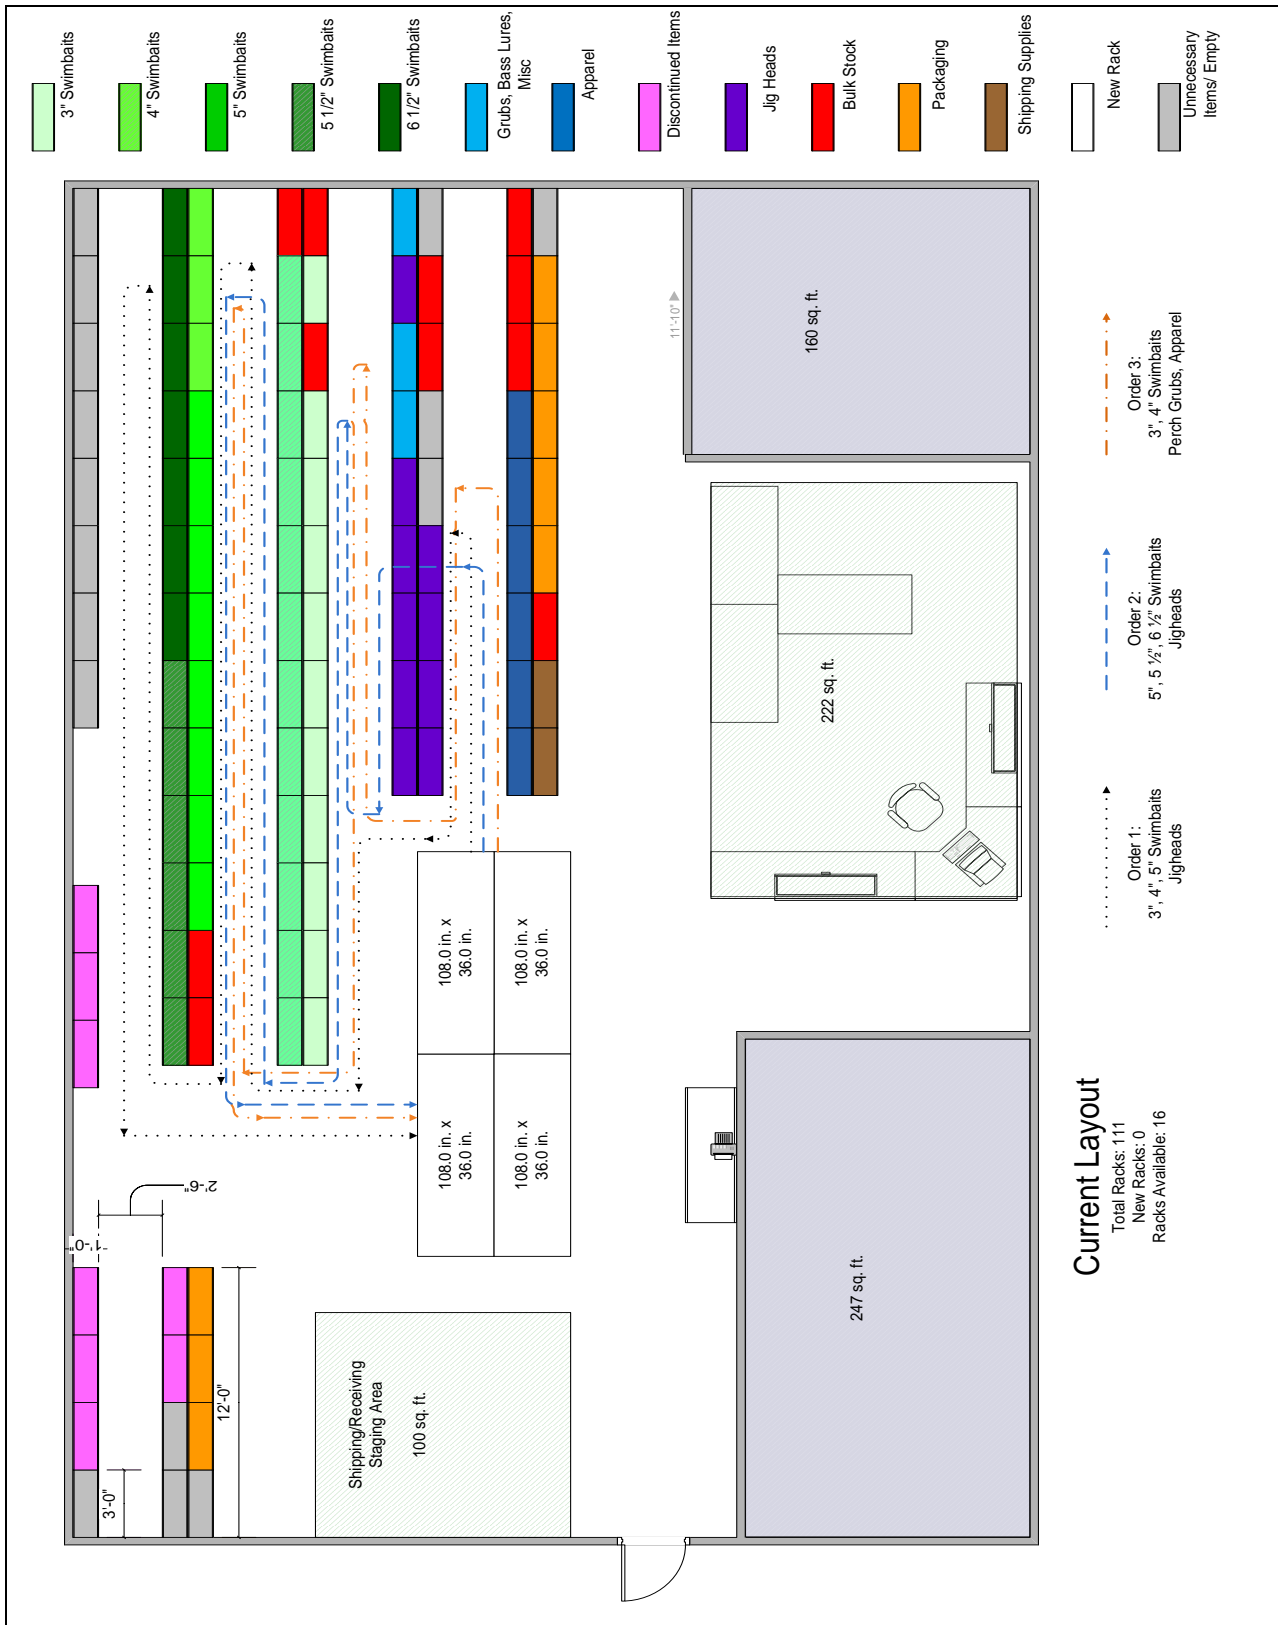 3" Swimbaits
4" Swimbaits
5" Swimbaits
5 1/2" Swimbaits
6 1/2" Swimbaits
Grubs, Bass Lures,
Misc
Apparel
Discontinued Items
Jig Heads
Bulk Stock
Packaging
Shipping Supplies
New Rack
Unnecessary
Items/ Empty
11'-10"
160 sq. ft.
222 sq. ft.
108.0 in. x
36.0 in.
108.0 in. x
36.0 in.
108.0 in. x
36.0 in.
108.0 in. x
36.0 in.
2'-6"
1'-0"
3'-0"
12'-0"
Shipping/Receiving
Staging Area
100 sq. ft.
247 sq. ft.
Order 1:
3", 4", 5" Swimbaits
Jigheads
Order 2:
5", 5 ½", 6 ½" Swimbaits
Jigheads
Order 3:
3", 4" Swimbaits
Perch Grubs, Apparel
Current Layout
Total Racks: 111
New Racks: 0
Racks Available: 16